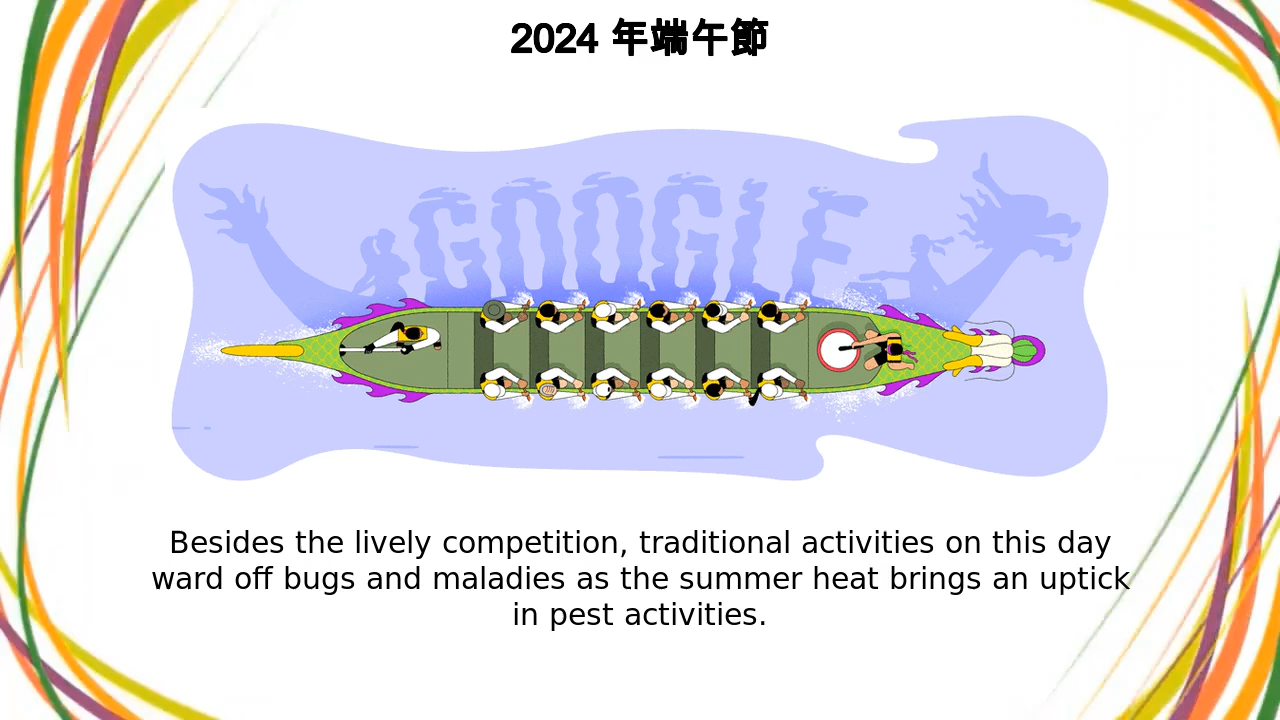 2024 年端午節
GOOGLE
Besides the lively competition, traditional activities on this day
ward off bugs and maladies as the summer heat brings an uptick
in pest activities.